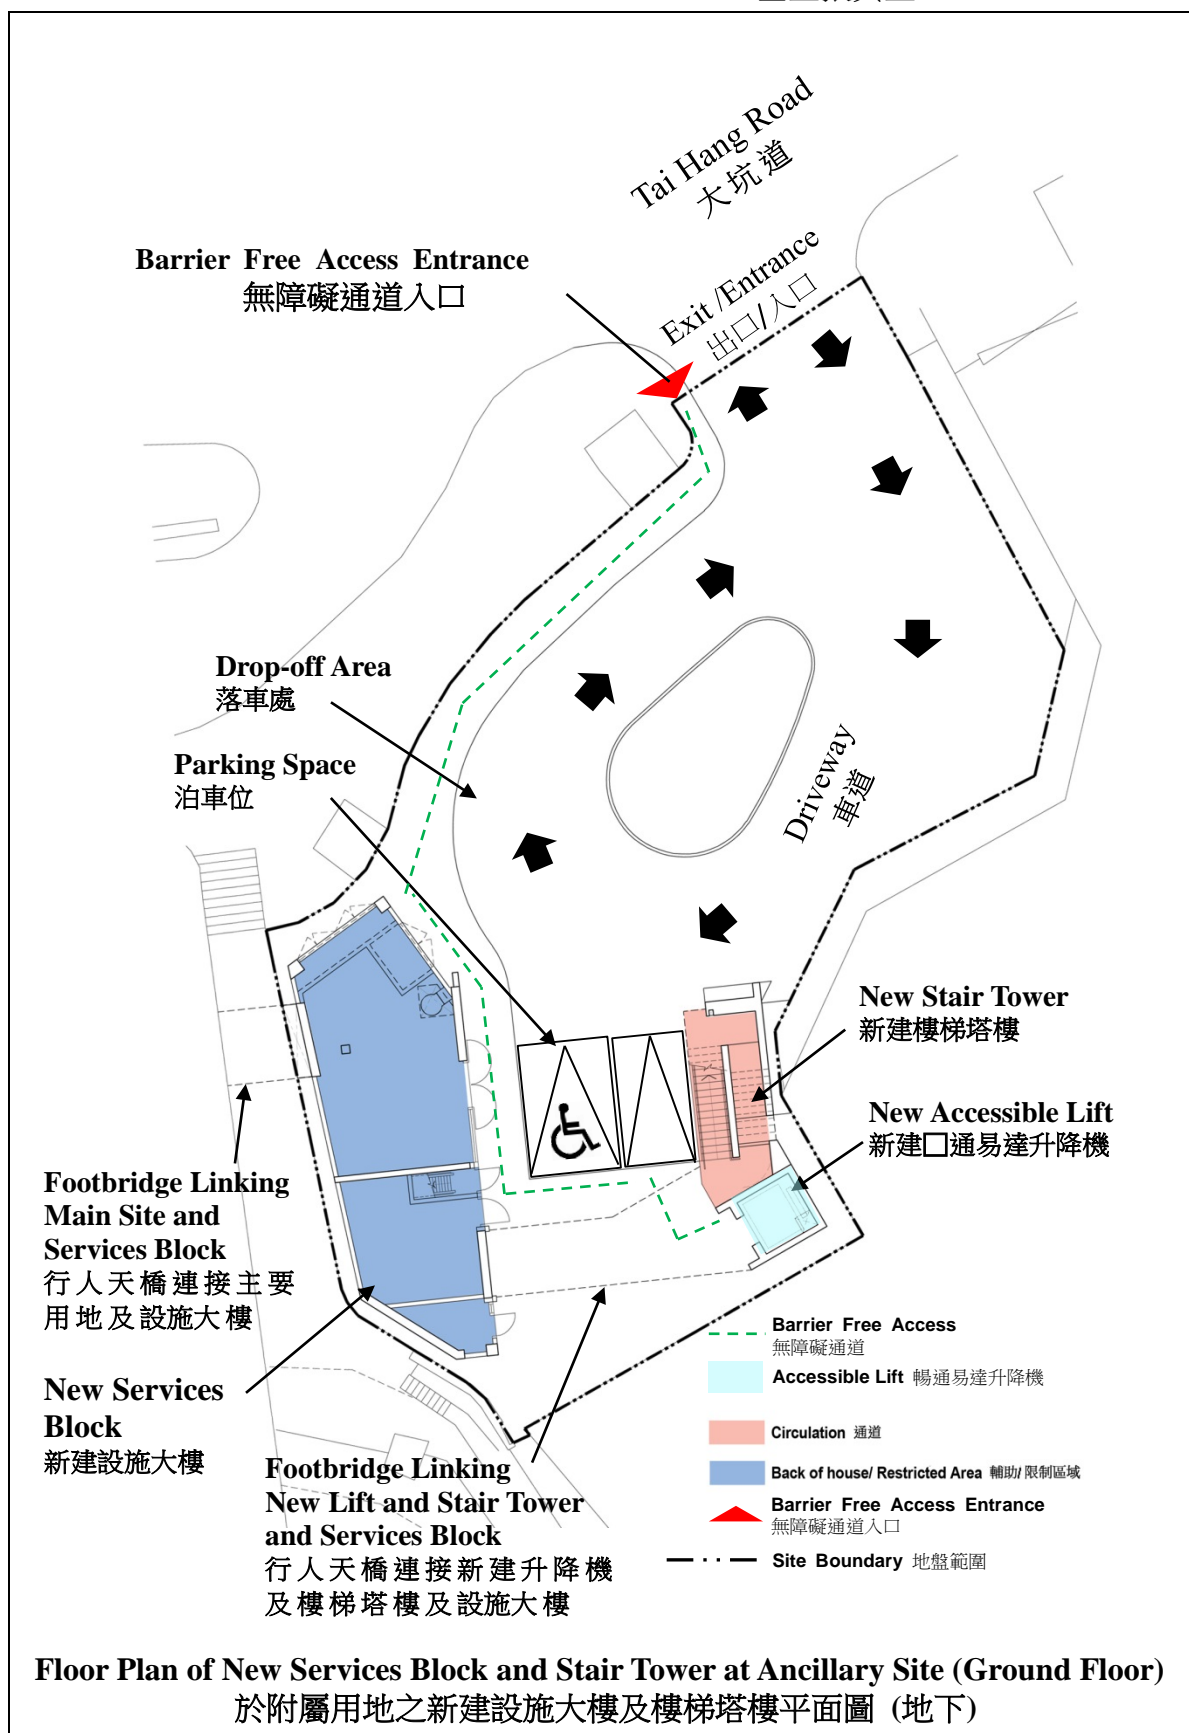 Tai Hang Road
大坑道
Barrier Free Access Entrance
無障礙通道入口
Exit /Entrance
出口/入口
Drop-off Area
落車處
Parking Space
泊車位
Driveway
車道
New Stair Tower
新建樓梯塔樓
New Accessible Lift
新建□通易達升降機
Footbridge Linking
Main Site and
Services Block
行人天橋連接主要
用地及設施大樓
New Services
Block
新建設施大樓
Footbridge Linking
New Lift and Stair Tower
and Services Block
行人天橋連接新建升降機
及樓梯塔樓及設施大樓
Barrier Free Access
無障礙通道
Accessible Lift 暢通易達升降機
Circulation 通道
Back of house/ Restricted Area 輔助/ 限制區域
Barrier Free Access Entrance
無障礙通道入口
Site Boundary 地盤範圍
Floor Plan of New Services Block and Stair Tower at Ancillary Site (Ground Floor)
於附屬用地之新建設施大樓及樓梯塔樓平面圖 (地下)